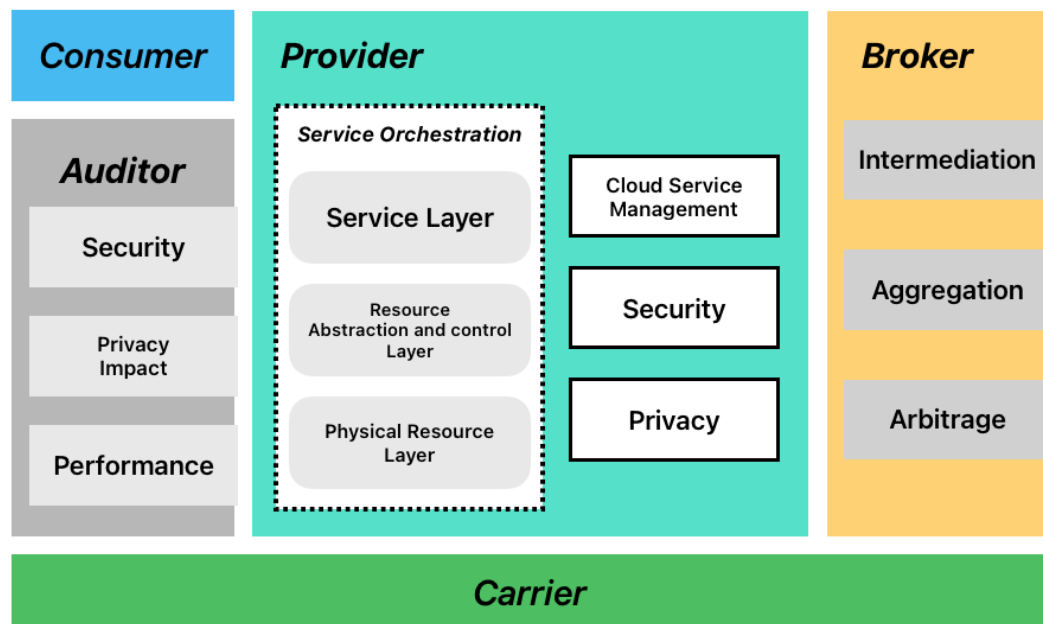 Consumer
Auditor
Security
Privacy
Impact
Performance
Provider
Service Orchestration
Service Layer
Resource
Abstraction and control
Layer
Physical Resource
Layer
Cloud Service
Management
Security
Privacy
Broker
Intermediation
Aggregation
Arbitrage
Carrier